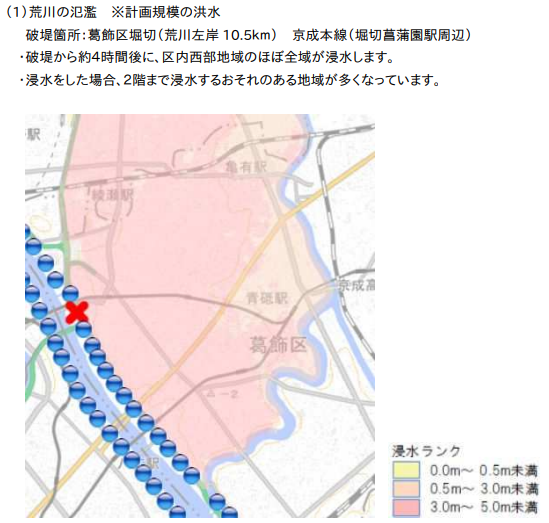 (1)荒川の氾濫　※計画規模の洪水
破堤箇所:葛飾区堀切(荒川左岸 10.5km)　京成本線(堀切菖蒲園駅周辺)
・破堤から約4時間後に、区内西部地域のほぼ全域が浸水します。
・浸水をした場合、2階まで浸水するおそれのある地域が多くなっています。
駅
亀有駅
綾瀬駅
京成高
青砥駅
葛飾区
駅
浸水ランク
0.0m～ 0.5m未満
0.5m～ 3.0m未満
3.0m～ 5.0m未満